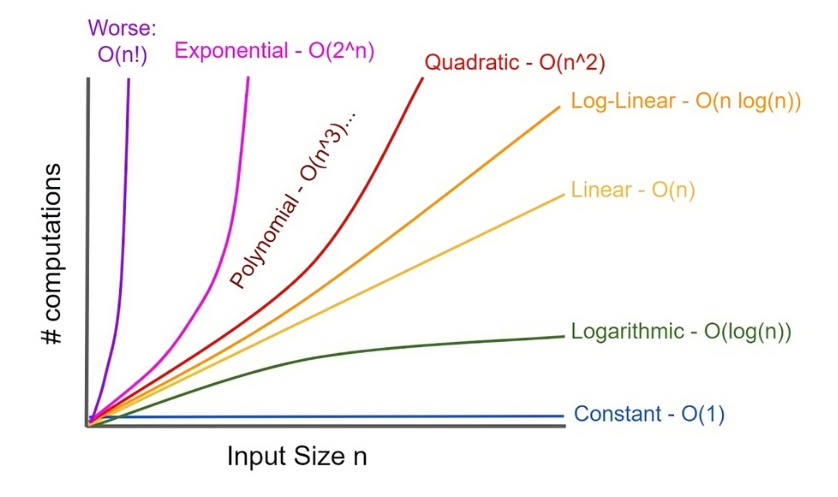 Worse:
O(n!)
Exponential - O(2^n)
Quadratic - O(n^2)
Log-Linear - O(n log(n))
Polynomial - O(n^3)...
Linear - O(n)
# computations
Logarithmic - O(log(n))
Constant - O(1)
Input Size n